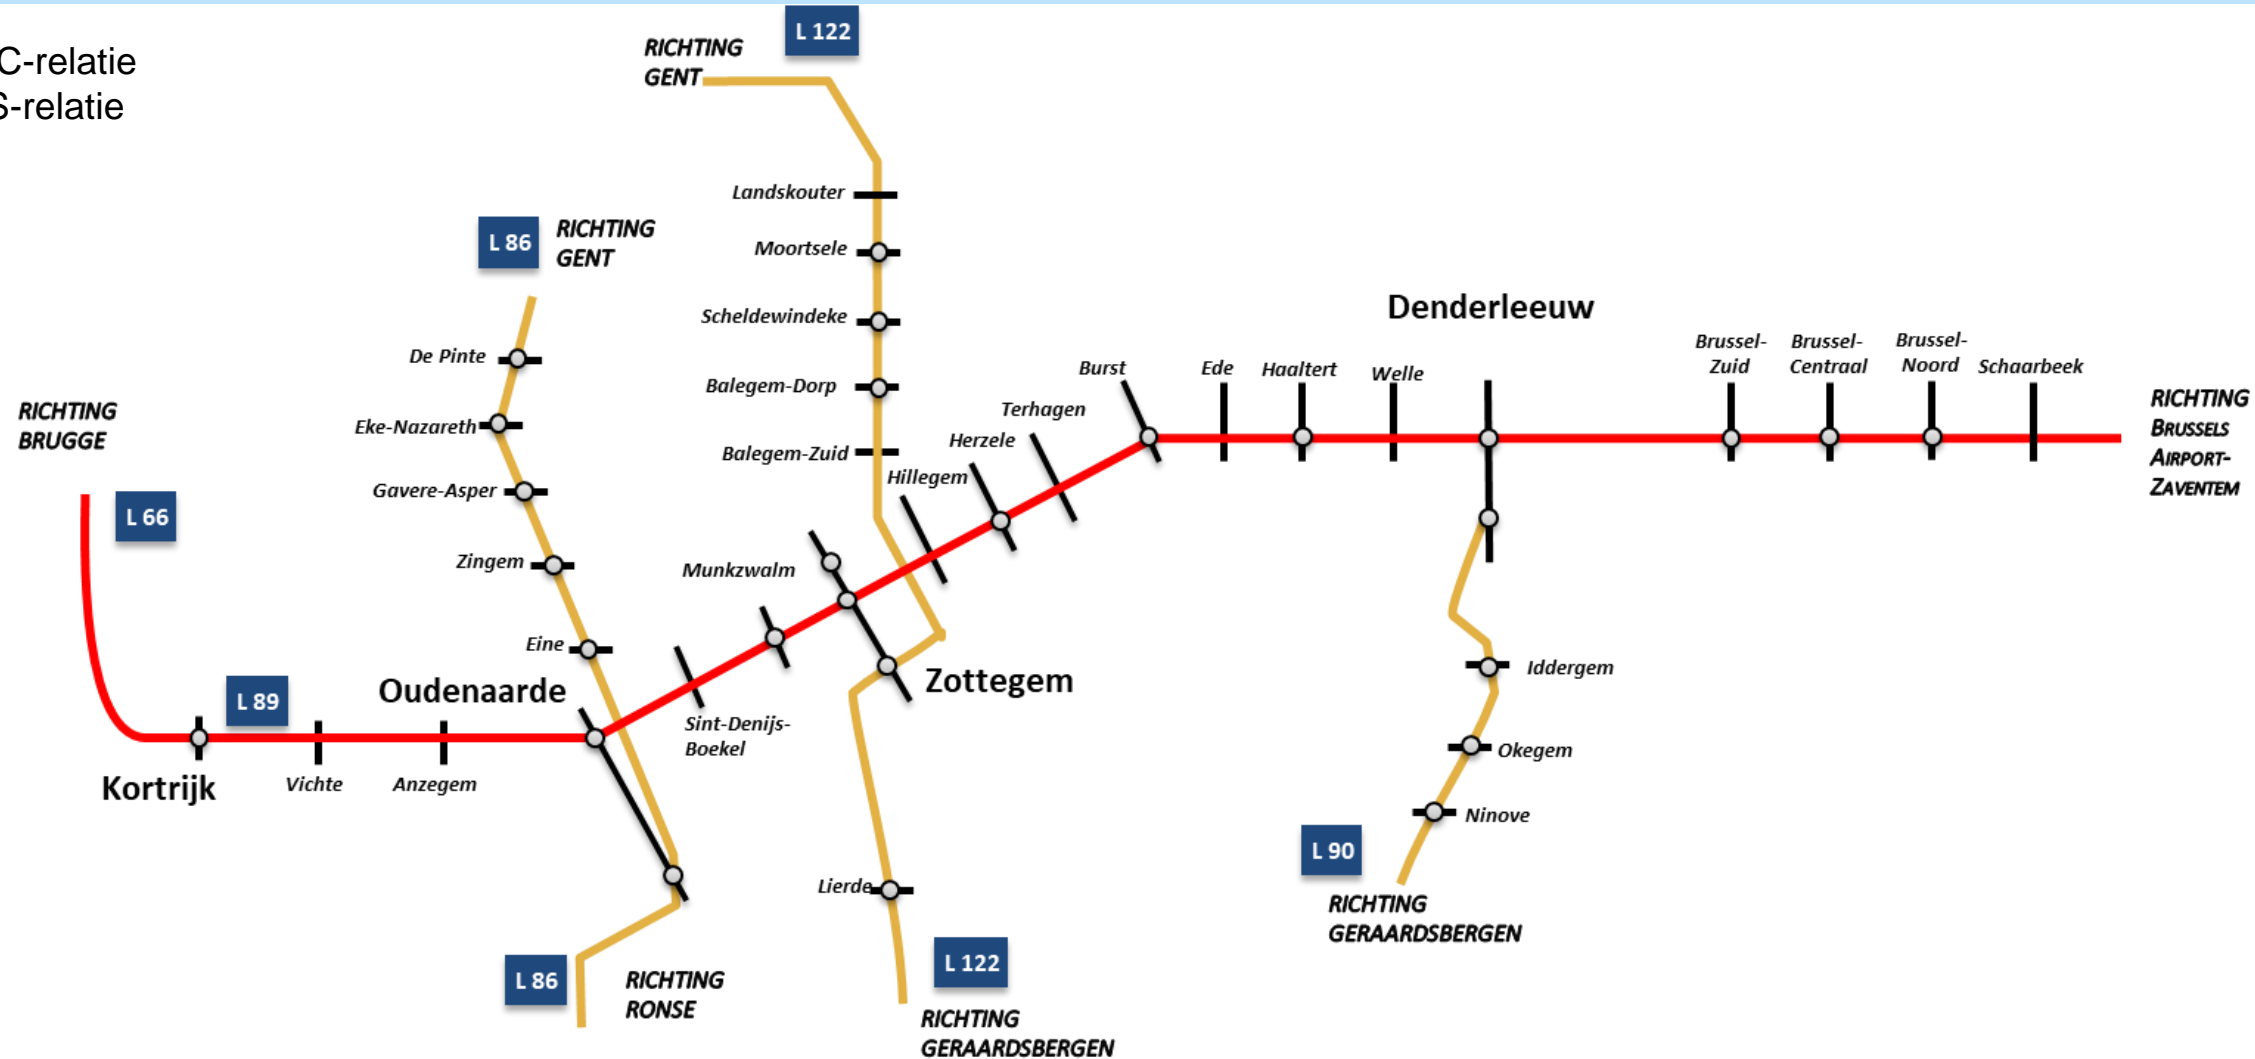 C-relatie
S-relatie
L 122
RICHTING
GENT
Landskouter
Moortsele
Scheldewindeke
Balegem-Dorp
Balegem-Zuid
L 86
RICHTING
GENT
De Pinte
Eke-Nazareth
Gavere-Asper
Zingem
Eine
RICHTING
BRUGGE
L 66
L 89
Kortrijk
Vichte
Anzegem
Oudenaarde
Sint-Denijs-
Boekel
Munkzwalm
Zottegem
Hillegem
Herzele
Terhagen
Burst
Ede
Haaltert
Welle
Denderleeuw
Brussel-
Zuid
Brussel-
Centraal
Brussel-
Noord
Schaarbeek
RICHTING
BRUSSELS
AIRPORT-
ZAVENTEM
Iddergem
Okegem
Ninove
L 90
RICHTING
GERAARDSBERGEN
Lierde
L 122
RICHTING
GERAARDSBERGEN
L 86
RICHTING
RONSE